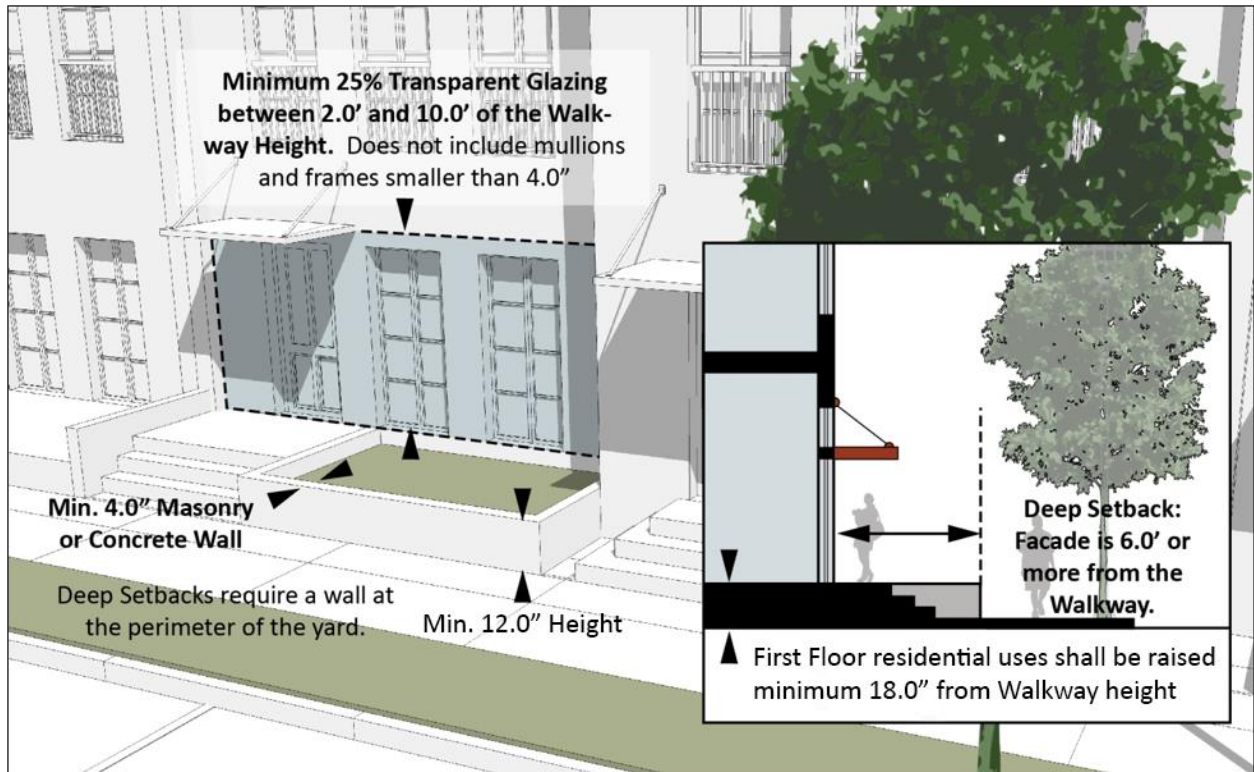 Minimum 25% Transparent Glazing
between 2.0’ and 10.0’ of the Walk-
way Height.  Does not include mullions
and frames smaller than 4.0”
Min. 4.0” Masonry
or Concrete Wall
Deep Setbacks require a wall at
the perimeter of the yard.
Min. 12.0” Height
Deep Setback:
Facade is 6.0’ or
more from the
Walkway.
First Floor residential uses shall be raised
minimum 18.0” from Walkway height